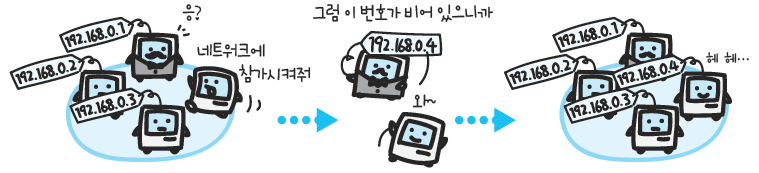 응?
192.168.0.1
네트워크에
참가시켜줘
192.168.0.2
192.168.0.3
그럼 이 번호가 비어 있으니까
192.168.0.4
와~
192.168.0.1
헤 헤…
192.168.0.2
192.168.0.4
192.168.0.3